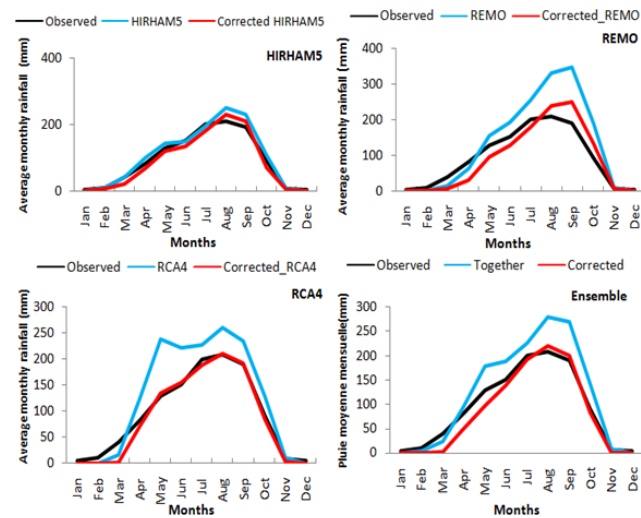 Observed HIRHAM5 Corrected HIRHAM5
HIRHAM5
Average monthly rainfall (mm)
400
200
0
Jan Feb Mar Apr May Jun Jul Aug Sep Oct Nov Dec
Months
Observed REMO Corrected_REMO
REMO
Average monthly rainfall (mm)
400
300
200
100
0
Jan Feb Mar Apr May Jun Jul Aug Sep Oct Nov Dec
Months
Observed RCA4 Corrected_RCA4
RCA4
Average monthly rainfall (mm)
300
250
200
150
100
50
0
Jan Feb Mar Apr May Jun Jul Aug Sep Oct Nov Dec
Months
Observed Together Corrected
Ensemble
Pluie moyenne mensuelle(mm)
300
250
200
150
100
50
0
Jan Feb Mar Apr May Jun Jul Aug Sep Oct Nov Dec
Months